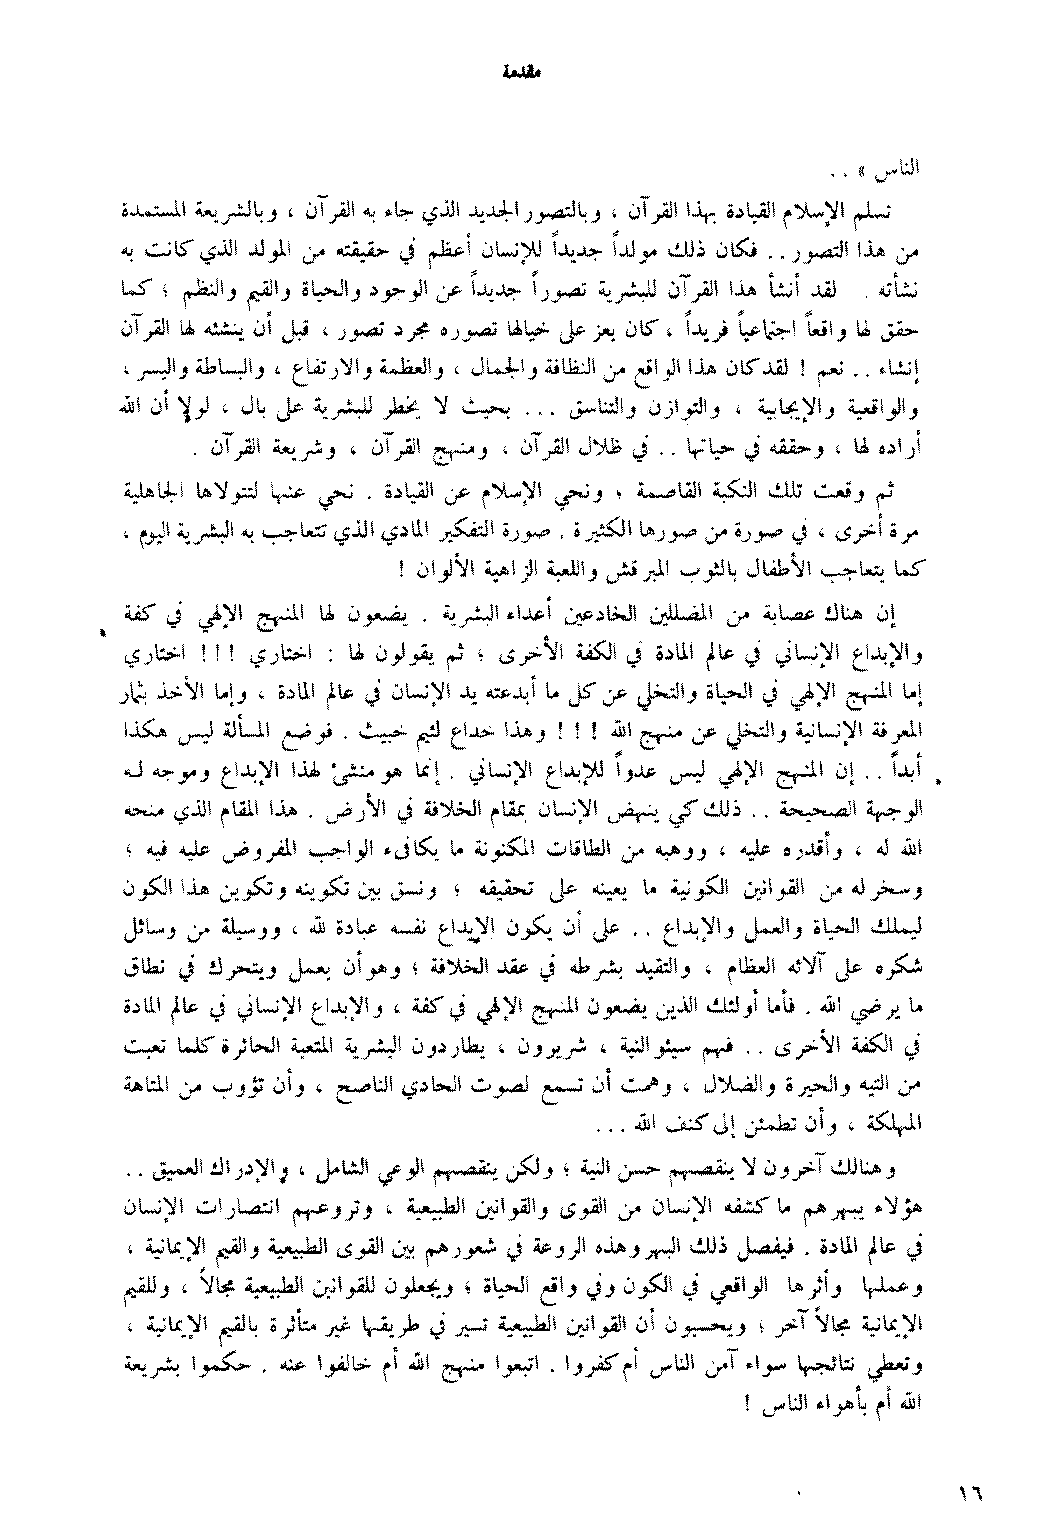 مقدمة
الناس » . .
تسلم الإسلام القيادة بهذا القرآن ، وبالتصور الجديد الذي جاء به القرآن ، وبالشريعة المستمدة
من هذا التصور . . فكان ذلك مولداً جديداً للإنسان أعظم في حقيقته من المولد الذي كانت به
نشأته . لقد أنشأ هذا القرآن للبشرية تصوراً جديداً عن الوجود والحياة والقيم والنظم ؛ كما
حقق لها واقعاً اجتماعياً فريداً ، كان يعز على خيالها تصوره مجرد تصور ، قبل أن ينشئه لها القرآن
إنشاء . . نعم ! لقد كان هذا الواقع من النظافة والجمال ، والعظمة والارتفاع ، والبساطة واليسر ،
والواقعية والإيجابية ، والتوازن والتناسق ... بحيث لا يخطر للبشرية على بال ، لولا أن الله
أراده لها ، وحققه في حياتها . . في ظلال القرآن ، ومنهج القرآن ، وشريعة القرآن .
ثم وقعت تلك النكبة القاصمة ؛ ونحي الإسلام عن القيادة . نحي عنها لتتولاها الجاهلية
مرة أخرى ، في صورة من صورها الكثيرة . صورة التفكير المادي الذي تتعاجب به البشرية اليوم ،
كما يتعاجب الأطفال بالثوب المبرقش واللعبة الزاهية الألوان !
إن هناك عصابة من المضللين الخادعين أعداء البشرية . يضعون لها المنهج الإلهي في كفة
والإبداع الإنساني في عالم المادة في الكفة الأخرى ؛ ثم يقولون لها : اختاري !!! اختاري
إما المنهج الإلهي في الحياة والتخلي عن كل ما أبدعته يد الإنسان في عالم المادة ، وإما الأخذ بثمار
المعرفة الإنسانية والتخلي عن منهج الله !!! وهذا خداع لئيم خبيث . فوضع المسألة ليس هكذا
أبداً . . إن المنهج الإلهي ليس عدواً للإبداع الإنساني . إنما هو منشئ لهذا الإبداع وموجه له
الوجهة الصحيحة . . ذلك كي ينهض الإنسان بمقام الخلافة في الأرض . هذا المقام الذي منحه
الله له ، وأقدره عليه ، ووهبه من الطاقات المكنونة ما يكافىء الواجب المفروض عليه فيه ؛
وسخر له من القوانين الكونية ما يعينه على تحقيقه ؛ ونسق بين تكوينه وتكوين هذا الكون
ليملك الحياة والعمل والإبداع . . على أن يكون الإبداع نفسه عبادة لله ، ووسيلة من وسائل
شكره على آلائه العظام ، والتقيد بشرطه في عقد الخلافة ؛ وهو أن يعمل ويتحرك في نطاق
ما يرضي الله . فأما أولئك الذين يضعون المنهج الإلهي في كفة ، والإبداع الإنساني في عالم المادة
في الكفة الأخرى . . فهم سيئو النية ، شريرون ، يطاردون البشرية المتعبة الحائرة كلما تعبت
من التيه والحيرة والضلال ، وهمت أن تسمع لصوت الحادي الناصح ، وأن تؤوب من المتاهة
المهلكة ، وأن تطمئن إلى كنف الله ...
وهنالك آخرون لا ينقصهم حسن النية ؛ ولكن ينقصهم الوعي الشامل ، والإدراك العميق . .
هؤلاء يبهرهم ما كشفه الإنسان من القوى والقوانين الطبيعية ، وتروعهم انتصارات الإنسان
في عالم المادة . فيفصل ذلك البهر وهذه الروعة في شعورهم بين القوى الطبيعية والقيم الإيمانية ،
وعملها وأثرها الواقعي في الكون وفي واقع الحياة ؛ ويجعلون للقوانين الطبيعية مجالاً ، وللقيم
الإيمانية مجالاً آخر ؛ ويحسبون أن القوانين الطبيعية تسير في طريقها غير متأثرة بالقيم الإيمانية ،
وتعطي نتائجها سواء آمن الناس أم كفروا . اتبعوا منهج الله أم خالفوا عنه . حكموا بشريعة
الله أم بأهواء الناس !
١٦